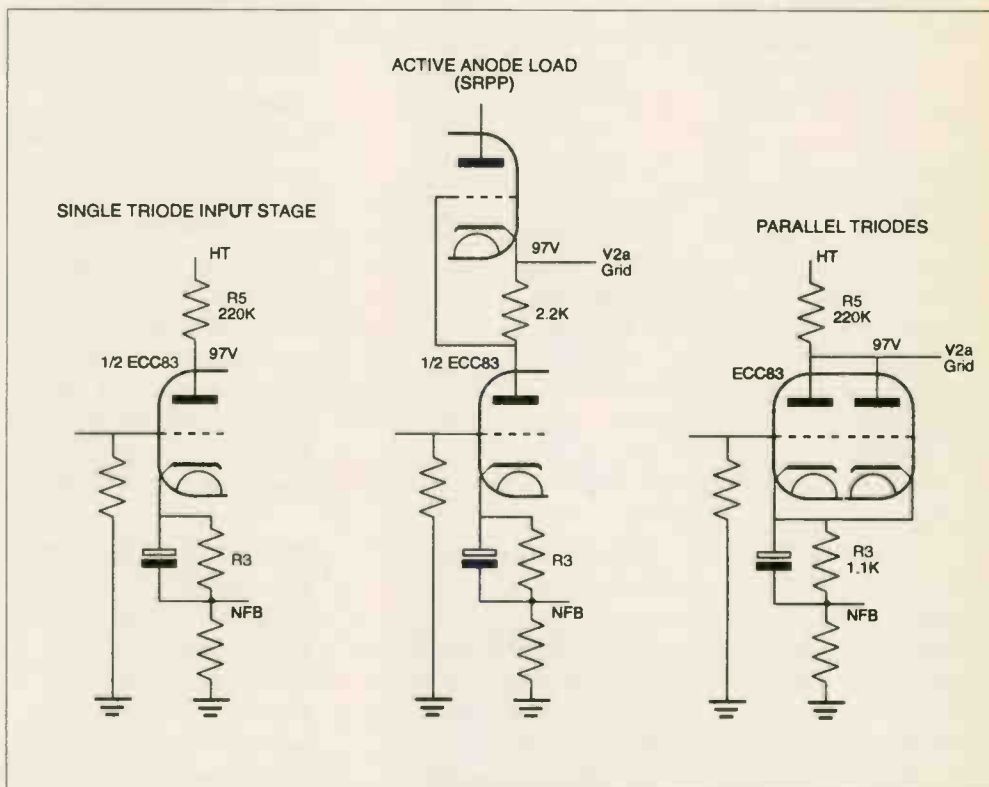 ACTIVE ANODE LOAD
(SRPP)
SINGLE TRIODE INPUT STAGE
HT
R5
220K
1/2 ECC83
97V
R3
NFB
97V
V2a
Grid
2.2K
1/2 ECC83
R3
NFB
PARALLEL TRIODES
HT
R5
220K
97V
V2a
Grid
ECC83
R3
1.1K
NFB